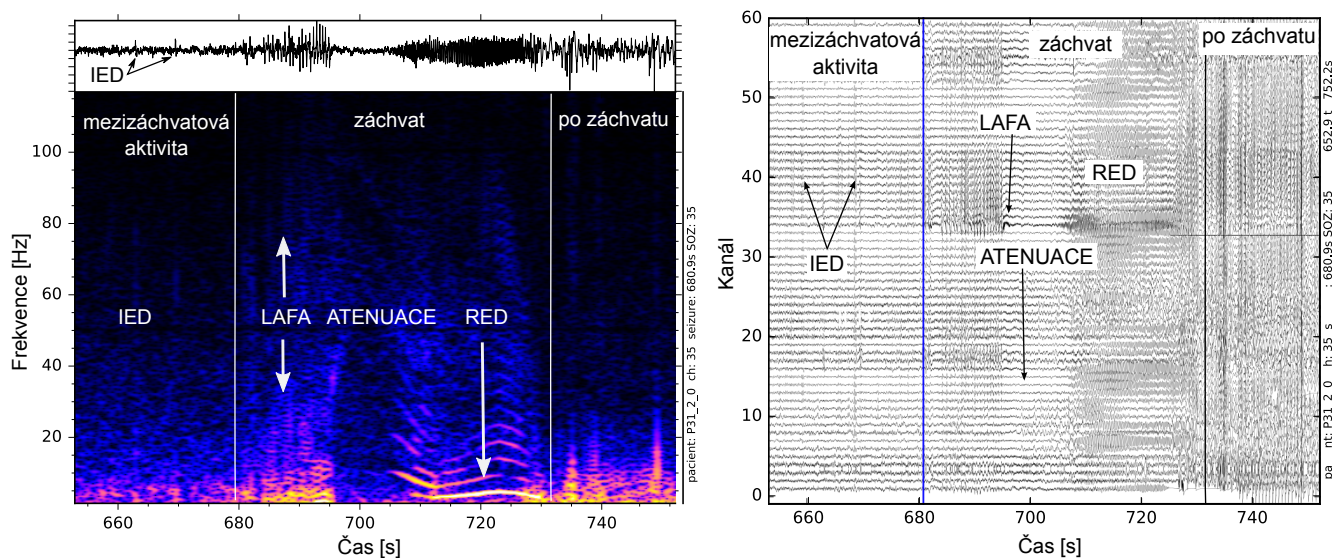 IED
mezizáchvatová
aktivita
záchvat
po záchvatu
IED
LAFA
ATENUACE
RED
100
80
60
40
20
Frekvence [Hz]
660
680
700
720
740
Čas [s]
pacient: P31_2_0 ch: 35 seizure: 680.9s SOZ: 35
60
50
40
30
20
10
0
Kanál
mezizáchvatová
aktivita
záchvat
po záchvatu
LAFA
RED
IED
ATENUACE
660
680
700
720
740
Čas [s]
pa nt: P31_2 0 h: 35 s : 680.9s SOZ: 35 652.9 t 752.2s